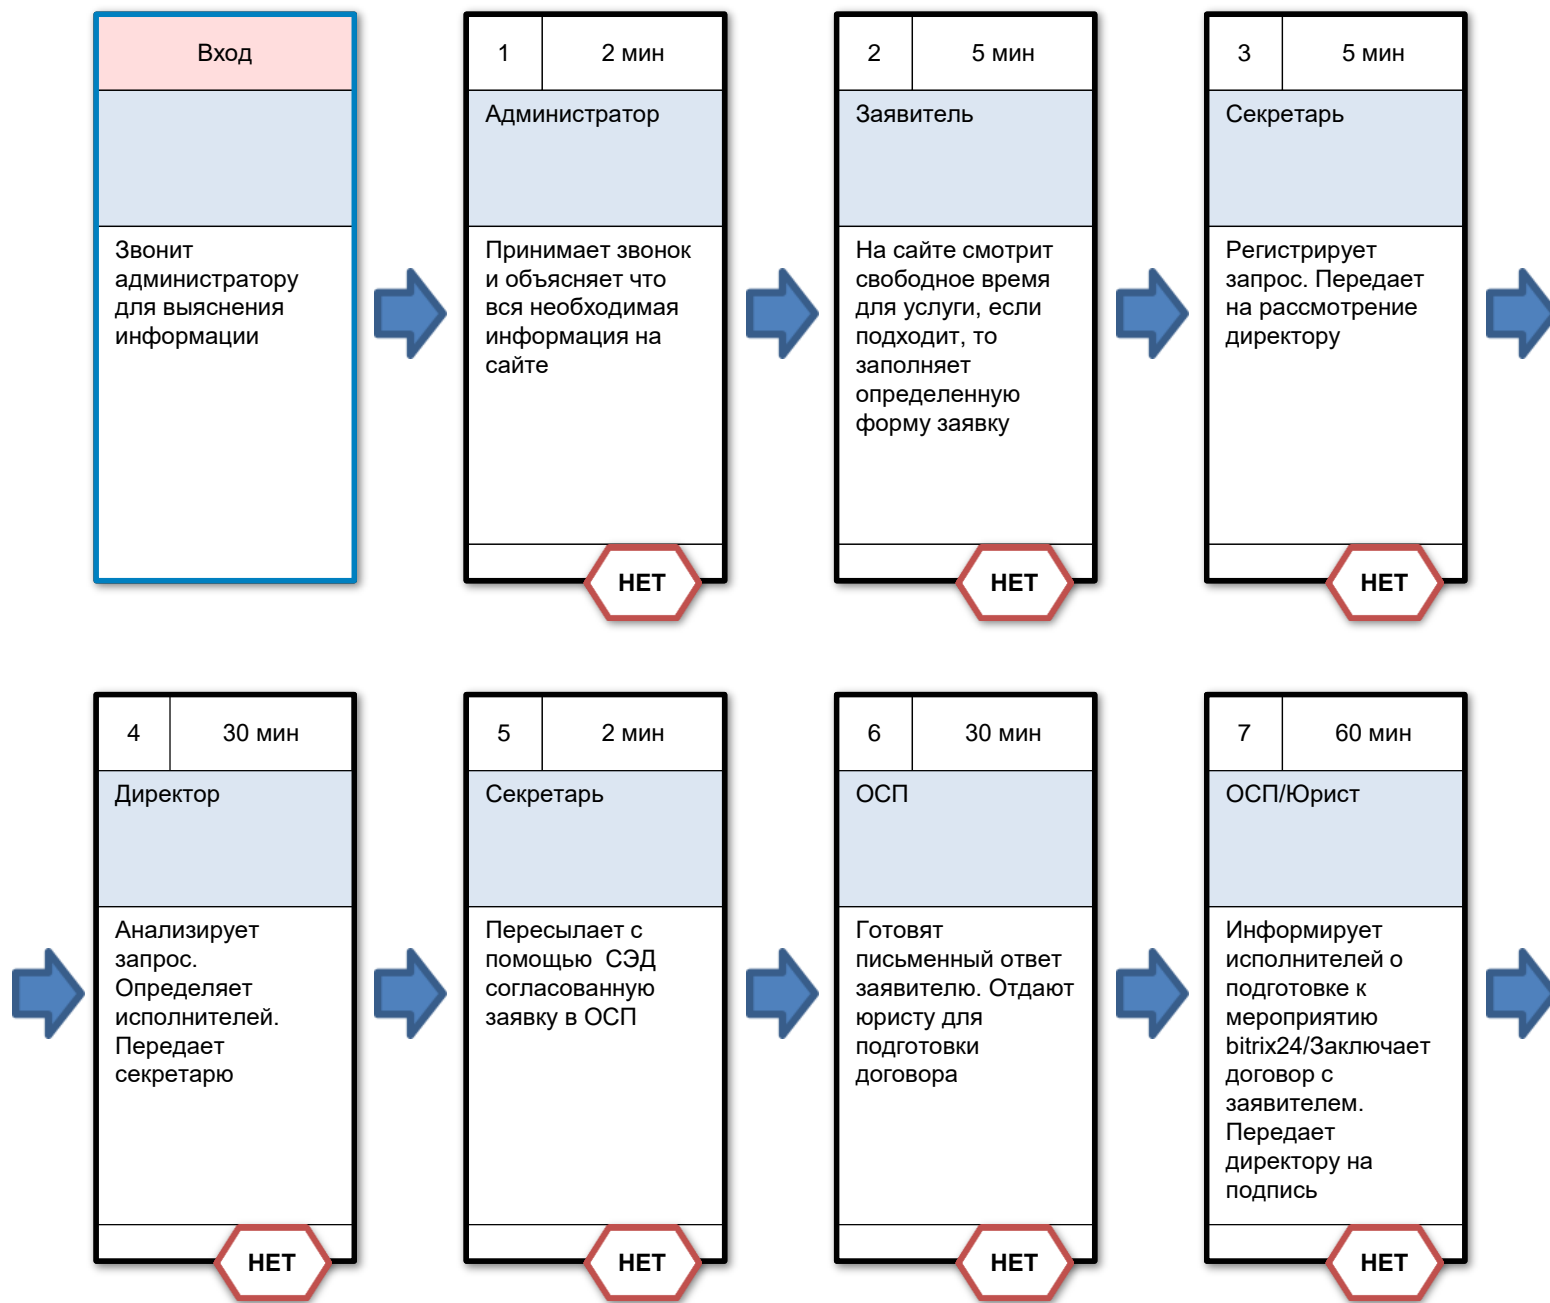 Вход
Звонит
администратору
для выяснения
информации
1
2 мин
Администратор
Принимает звонок
и объясняет что
вся необходимая
информация на
сайте
НЕТ
2
5 мин
Заявитель
На сайте смотрит
свободное время
для услуги, если
подходит, то
заполняет
определенную
форму заявку
НЕТ
3
5 мин
Секретарь
Регистрирует
запрос. Передает
на рассмотрение
директору
НЕТ
4
30 мин
Директор
Анализирует
запрос.
Определяет
исполнителей.
Передает
секретарю
НЕТ
5
2 мин
Секретарь
Пересылает с
помощью  СЭД
согласованную
заявку в ОСП
НЕТ
6
30 мин
ОСП
Готовят
письменный ответ
заявителю. Отдают
юристу для
подготовки
договора
НЕТ
7
60 мин
ОСП/Юрист
Информирует
исполнителей о
подготовке к
мероприятию
bitrix24/Заключает
договор с
заявителем.
Передает
директору на
подпись
НЕТ